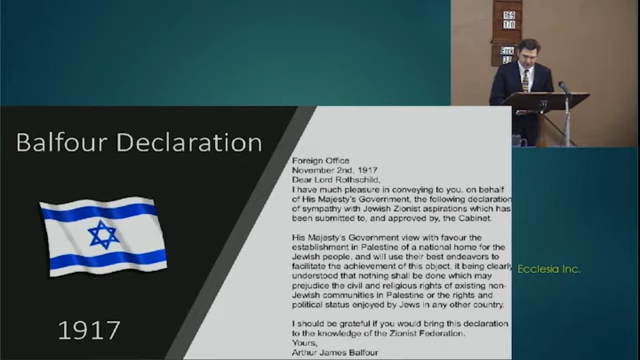 169
170
Ezek
37
Balfour Declaration
1917
Foreign Office
November 2nd, 1917
Dear Lord Rothschild,
I have much pleasure in conveying to you, on behalf
of His Majesty's Government, the following declaration
of sympathy with Jewish Zionist aspirations which has
been submitted to, and approved by, the Cabinet.
His Majesty's Government view with favour the
establishment in Palestine of a national home for the
Jewish people, and will use their best endeavors to
facilitate the achievement of this object, it being clearly
understood that nothing shall be done which may
prejudice the civil and religious rights of existing non-
Jewish communities in Palestine or the rights and
political status enjoyed by Jews in any other country.
I should be grateful if you would bring this declaration
to the knowledge of the Zionist Federation.
Yours,
Arthur James Balfour
Ecclesia Inc.